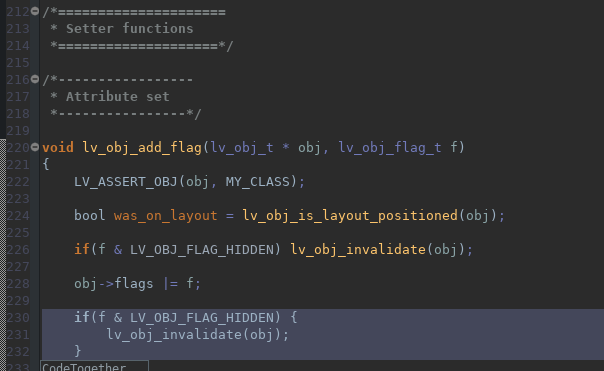 212 /*=====================
213  * Setter functions
214  *====================*/
215
216 /*-----------------
217  * Attribute set
218  *----------------*/
219
220 void lv_obj_add_flag(lv_obj_t * obj, lv_obj_flag_t f)
221 {
222     LV_ASSERT_OBJ(obj, MY_CLASS);
223
224     bool was_on_layout = lv_obj_is_layout_positioned(obj);
225
226     if(f & LV_OBJ_FLAG_HIDDEN) lv_obj_invalidate(obj);
227
228     obj->flags |= f;
229
230     if(f & LV_OBJ_FLAG_HIDDEN) {
231         lv_obj_invalidate(obj);
232     }
233 CodeTogether